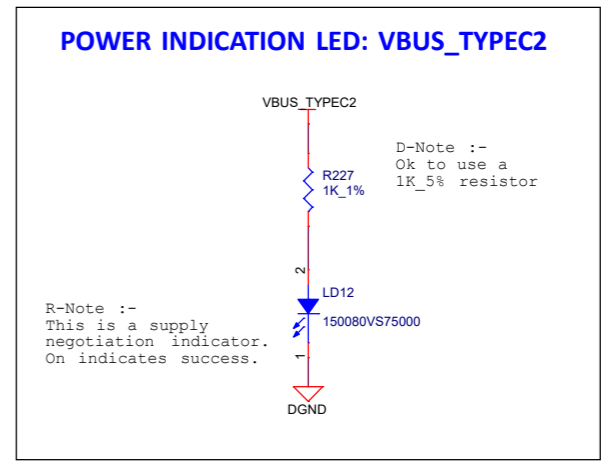 POWER INDICATION LED: VBUS_TYPEC2
VBUS_TYPEC2
D-Note :-
Ok to use a
1K_5% resistor
R227
1K_1%
2
LD12
150080VS75000
R-Note :-
This is a supply
negotiation indicator.
On indicates success.
1
DGND